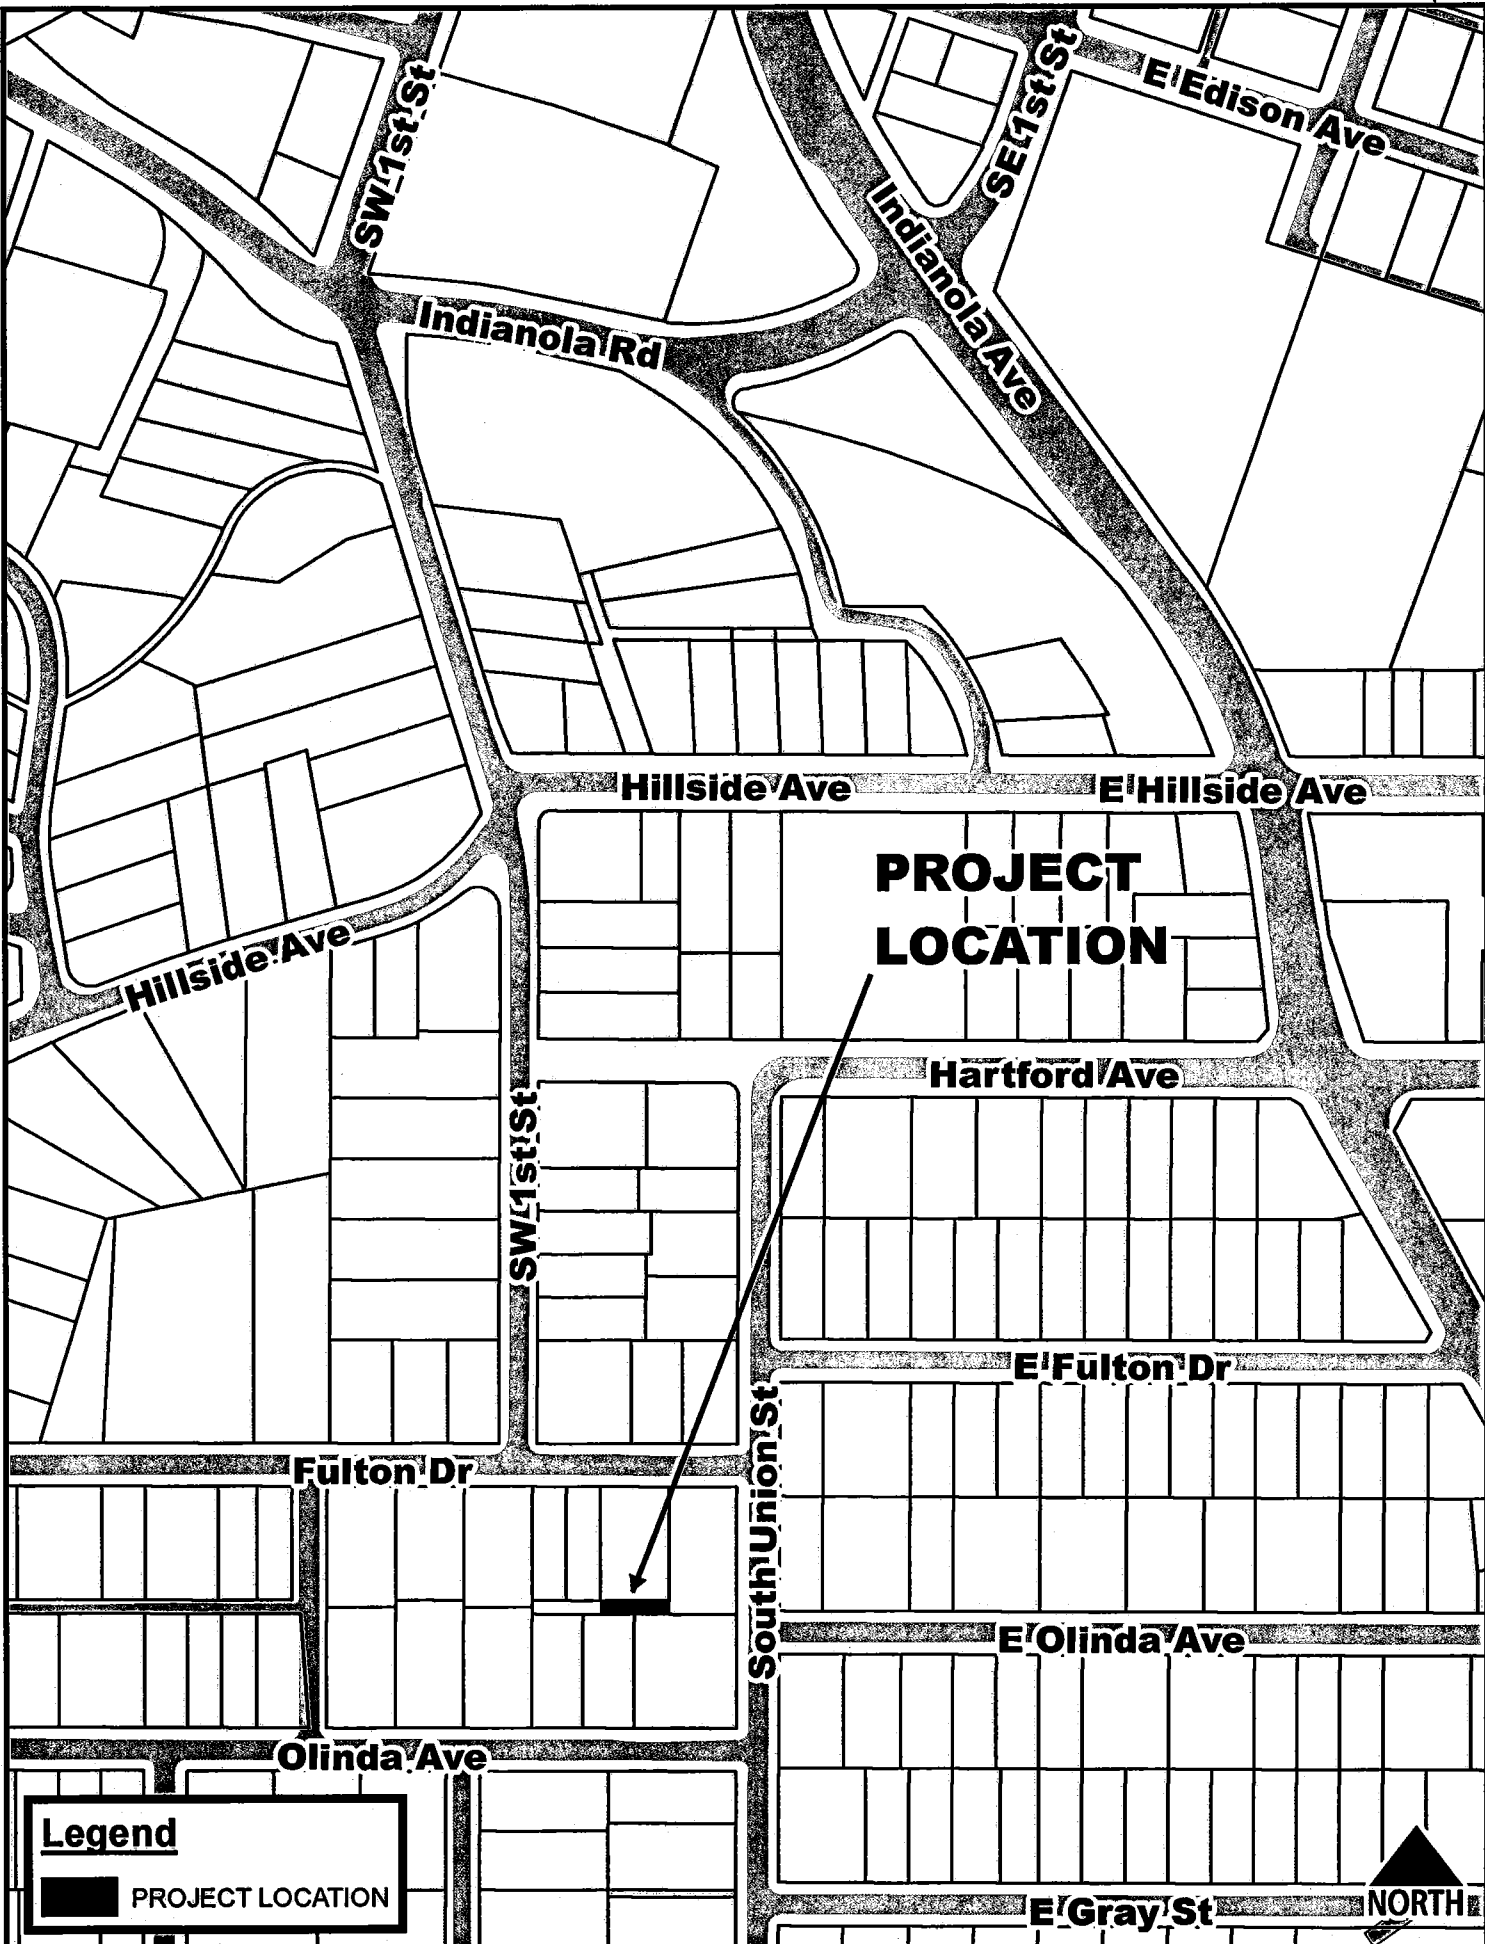 E Edison Ave
SW 1st St
SE 1st St
Indianola Ave
Indianola Rd
Hillside Ave
E Hillside Ave
PROJECT
LOCATION
Hillside Ave
Hartford Ave
SW 1st St
E Fulton Dr
Fulton Dr
South Union St
E Olinda Ave
Olinda Ave
Legend
PROJECT LOCATION
NORTH
E Gray St